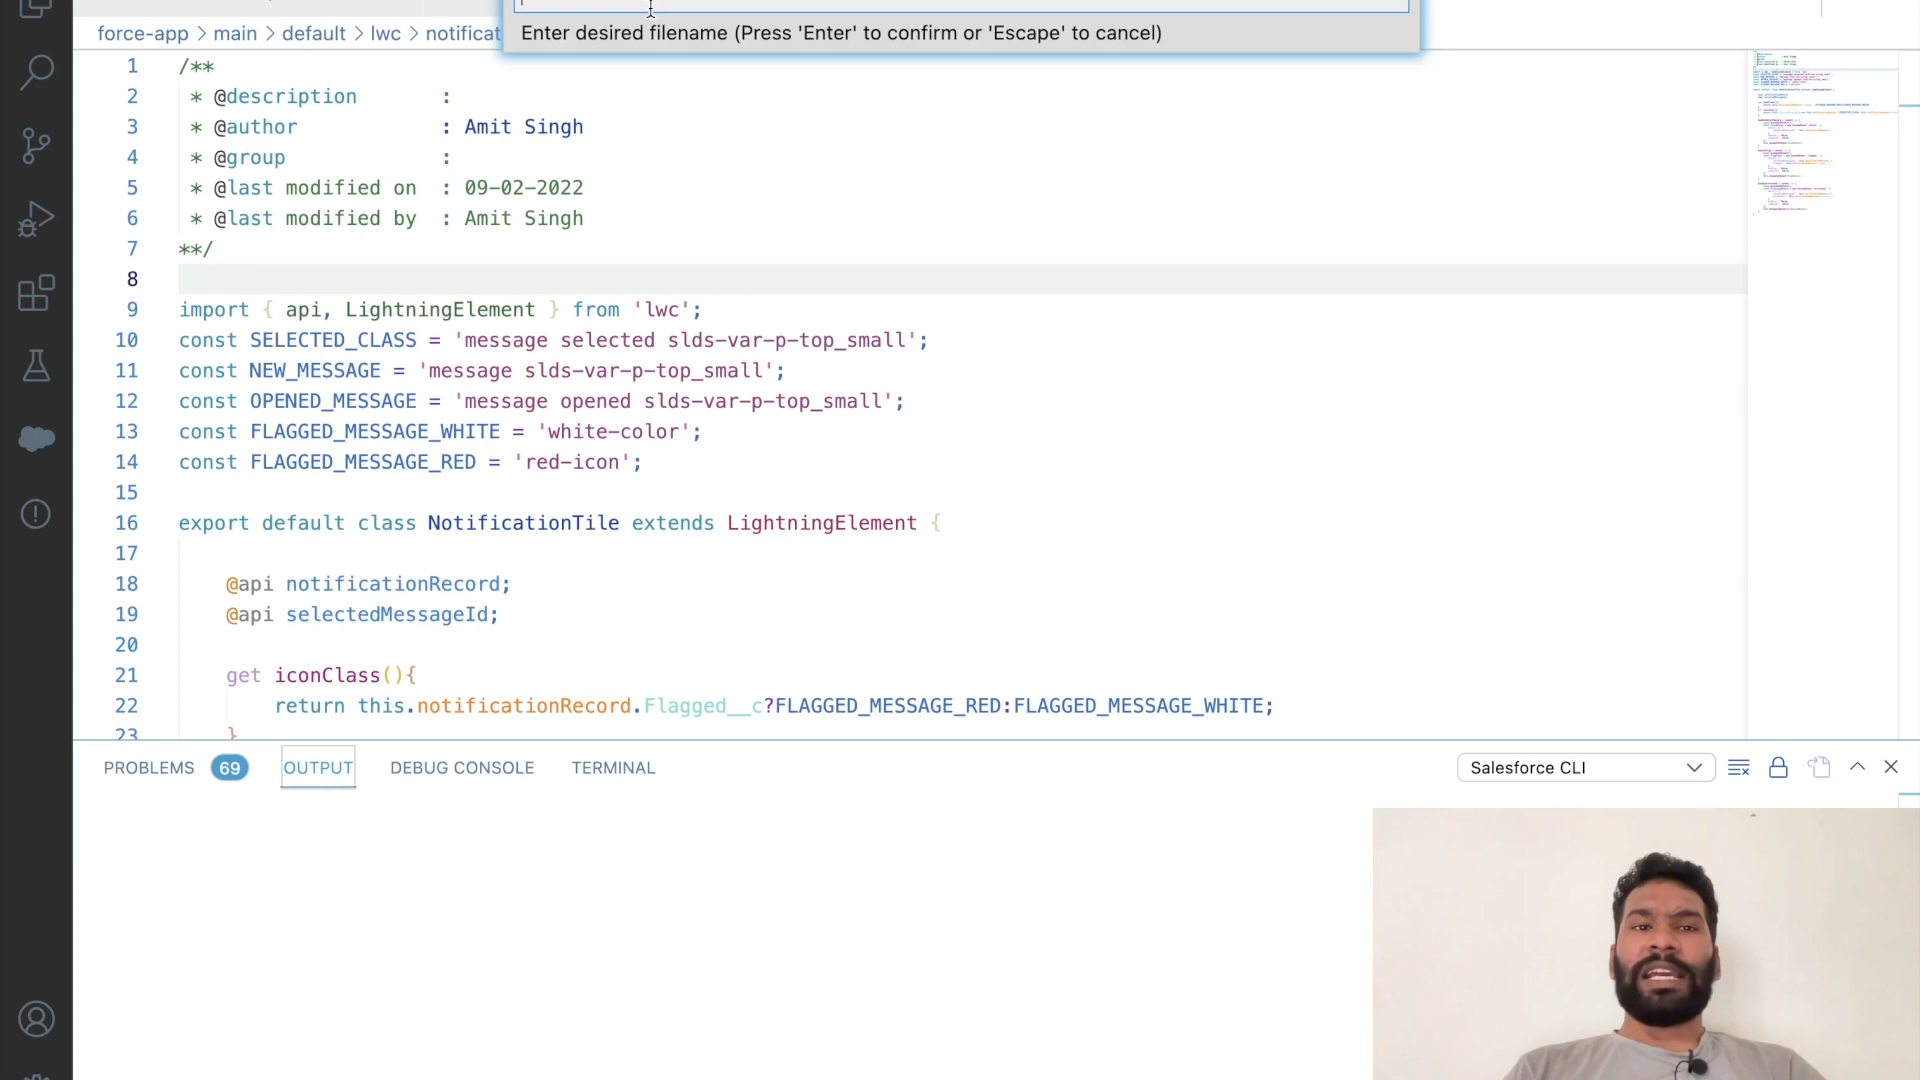 Enter desired filename (Press 'Enter' to confirm or 'Escape' to cancel)
force-app > main > default > lwc > notificat
1 /**
2 * @description :
3 * @author : Amit Singh
4 * @group :
5 * @last modified on : 09-02-2022
6 * @last modified by : Amit Singh
7 **/
8
9 import { api, LightningElement } from 'lwc';
10 const SELECTED_CLASS = 'message selected slds-var-p-top_small';
11 const NEW_MESSAGE = 'message slds-var-p-top_small';
12 const OPENED_MESSAGE = 'message opened slds-var-p-top_small';
13 const FLAGGED_MESSAGE_WHITE = 'white-color';
14 const FLAGGED_MESSAGE_RED = 'red-icon';
15
16 export default class NotificationTile extends LightningElement {
17
18 @api notificationRecord;
19 @api selectedMessageId;
20
21 get iconClass(){
22 return this.notificationRecord.Flagged__c?FLAGGED_MESSAGE_RED:FLAGGED_MESSAGE_WHITE;
23 }
PROBLEMS 69 OUTPUT DEBUG CONSOLE TERMINAL Salesforce CLI